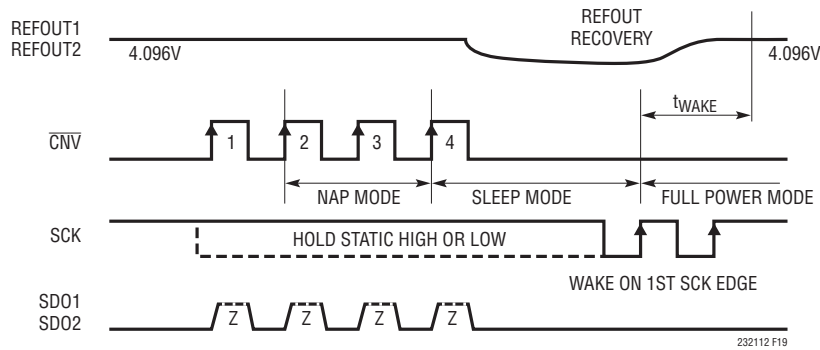 REFOUT1
REFOUT2
4.096V
REFOUT
RECOVERY
4.096V
tWAKE
CNV
1
2
3
4
NAP MODE
SLEEP MODE
FULL POWER MODE
SCK
HOLD STATIC HIGH OR LOW
WAKE ON 1ST SCK EDGE
SDO1
SDO2
Z
Z
Z
Z
232112 F19